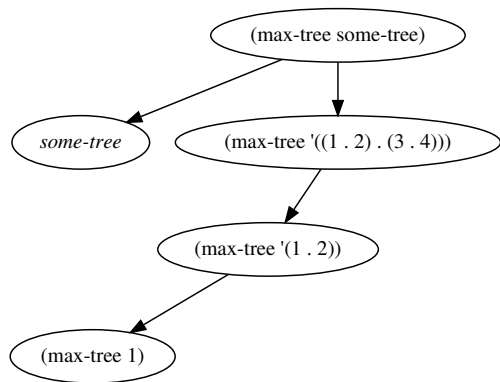 (max-tree some-tree)
some-tree
(max-tree '((1 . 2) . (3 . 4)))
(max-tree '(1 . 2))
(max-tree 1)